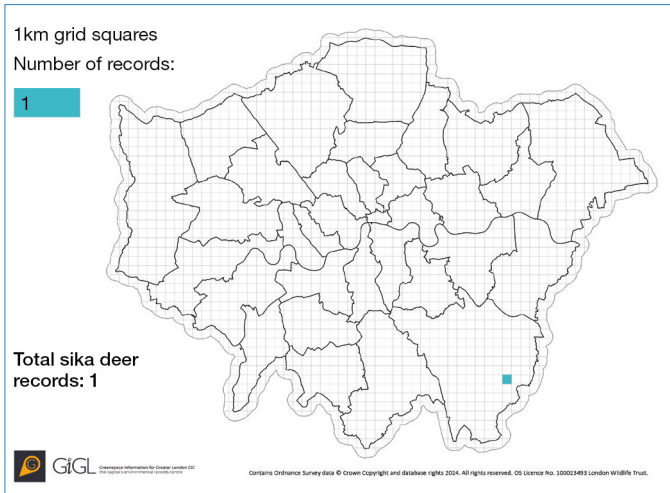 1km grid squares
Number of records:
1
Total sika deer
records: 1
GiGL
Greenspace Information for Greater London CIC
the capital's environmental records centre
Contains Ordnance Survey data © Crown Copyright and database rights 2024. All rights reserved. OS Licence No. 100023493 London Wildlife Trust.